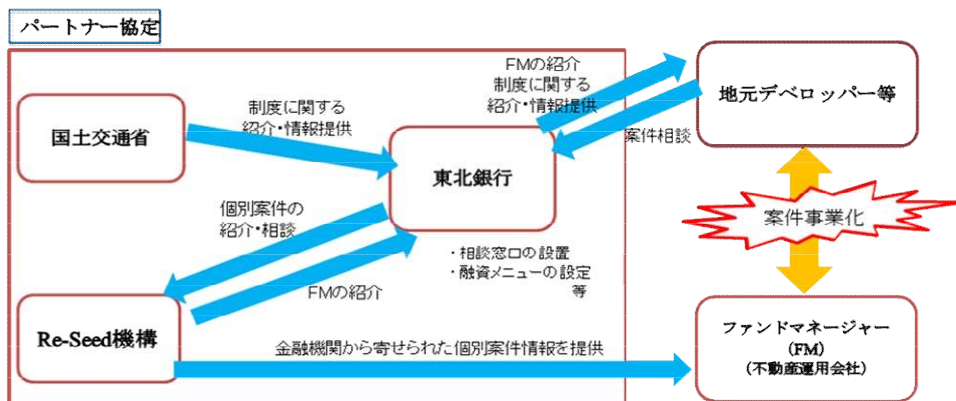 パートナー協定
FMの紹介
制度に関する
紹介・情報提供
地元デベロッパー等
制度に関する
紹介・情報提供
国土交通省
案件相談
東北銀行
個別案件の
紹介・相談
案件事業化
・相談窓口の設置
・融資メニューの設定
等
FMの紹介
Re-Seed機構
金融機関から寄せられた個別案件情報を提供
ファンドマネージャー
(FM)
(不動産運用会社)